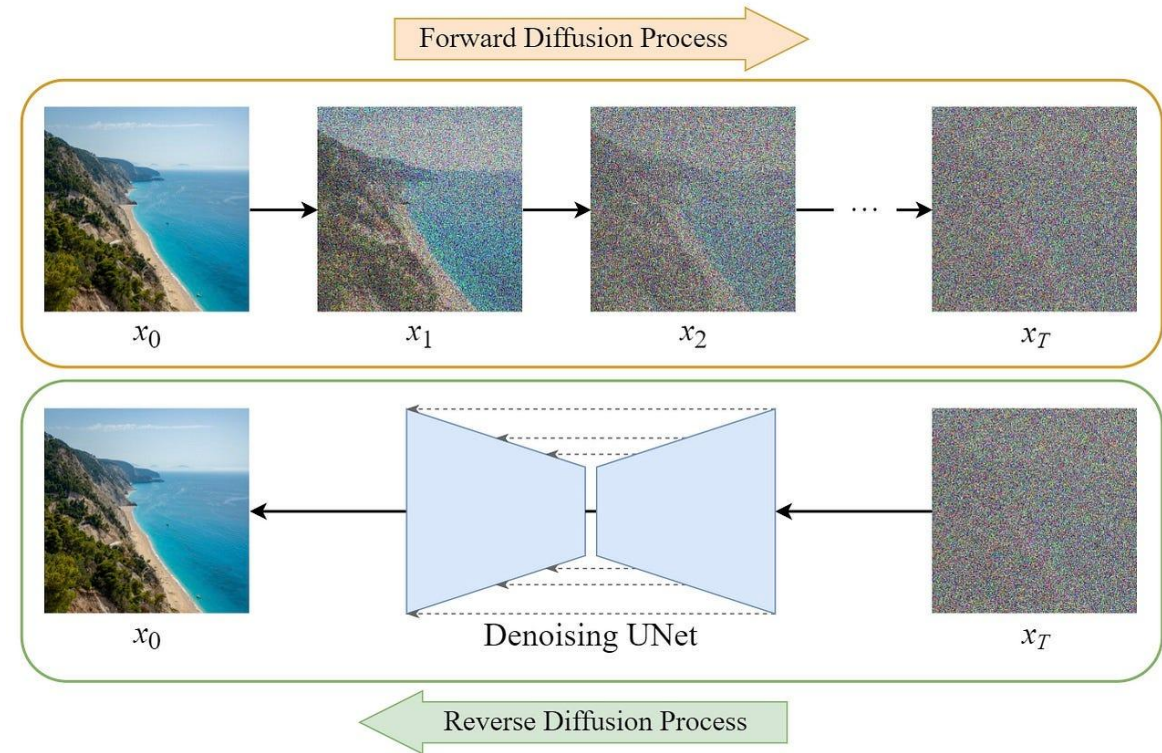 Forward Diffusion Process
x0 x1 x2 ... xT
x0 Denoising UNet xT
Reverse Diffusion Process